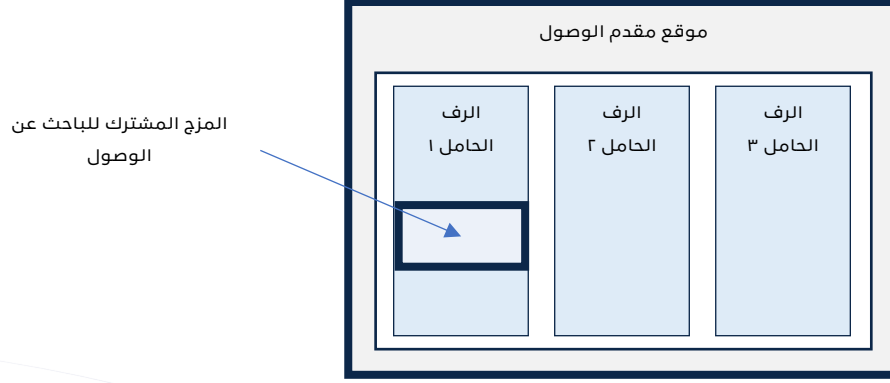 موقع مقدم الوصول
الرف
الحامل ١
الرف
الحامل ٢
الرف
الحامل ٣
المزج المشترك للباحث عن
الوصول